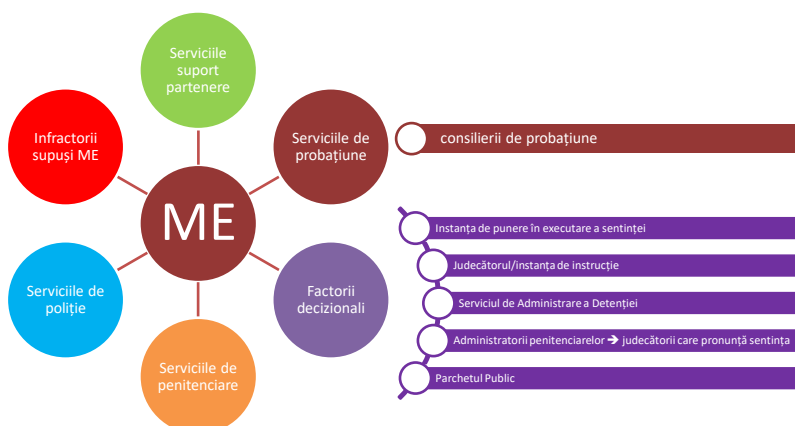 Serviciile
suport
partenere
Infractorii
supuși ME
Serviciile de
probațiune
ME
Serviciile de
poliție
Factorii
decizionali
Serviciile de
penitenciare
consilierii de probațiune
Instanța de punere în executare a sentinței
Judecătorul/instanța de instrucție
Serviciul de Administrare a Detenției
Administratorii penitenciarelor ➔ judecătorii care pronunță sentința
Parchetul Public